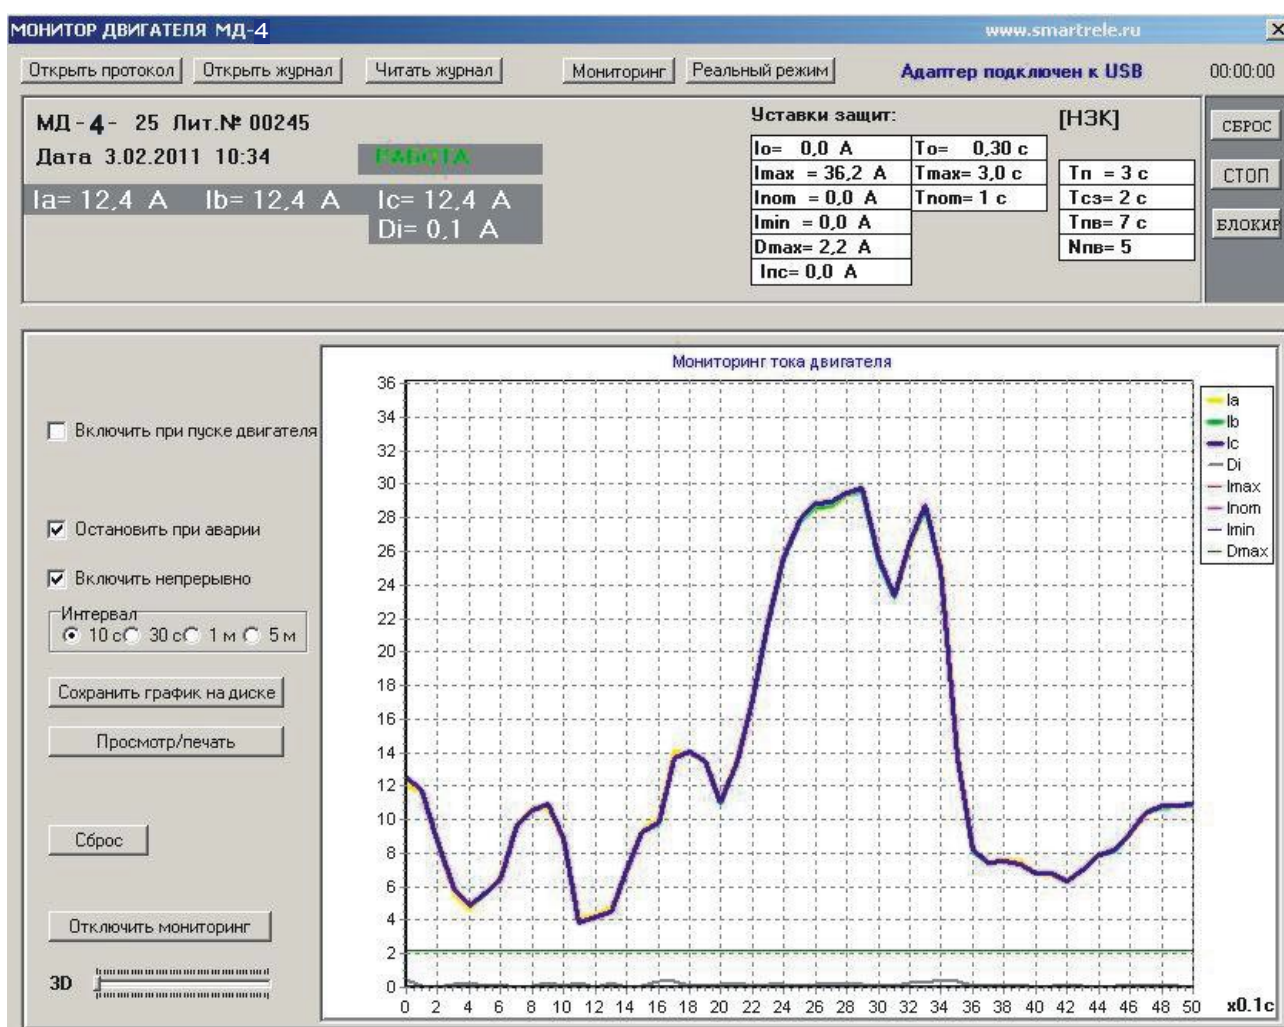 МОНИТОР ДВИГАТЕЛЯ МД-4 www.smartrele.ru
Открыть протокол Открыть журнал Читать журнал Мониторинг Реальный режим Адаптер подключен к USB 00:00:00
МД-4- 25 Лит.№ 00245
Дата 3.02.2011 10:34 РАБОТА
Ia= 12,4 A Ib= 12,4 A Ic= 12,4 A
Di= 0,1 A
Уставки защит: [НЗК]
Io= 0,0 A To= 0,30 c
Imax = 36,2 A Tmax= 3,0 c Тп = 3 c
Inom = 0,0 A Tnom= 1 c Тсз= 2 c
Imin = 0,0 A Тпв= 7 c
Dmax= 2,2 A Nпв= 5
Iпс= 0,0 A
СБРОС
СТОП
БЛОКИР
Включить при пуске двигателя
Остановить при аварии
Включить непрерывно
Интервал
10 с 30 с 1 м 5 м
Сохранить график на диске
Просмотр/печать
Сброс
Отключить мониторинг
3D
Мониторинг тока двигателя
36
34
32
30
28
26
24
22
20
18
16
14
12
10
8
6
4
2
0
0 2 4 6 8 10 12 14 16 18 20 22 24 26 28 30 32 34 36 38 40 42 44 46 48 50 x0.1c
Ia
Ib
Ic
Di
Imax
Inom
Imin
Dmax